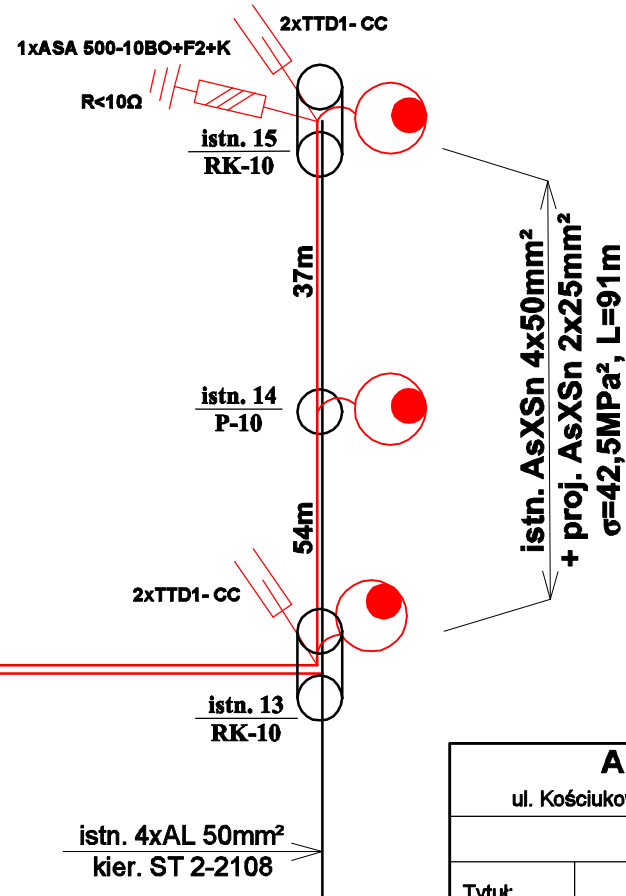 2xTTD1- CC
1xASA 500-10BO+F2+K
R<10Ω
istn. 15
RK-10
37m
istn. AsXSn 4x50mm²
+ proj. AsXSn 2x25mm²
σ=42,5MPa², L=91m
istn. 14
P-10
54m
2xTTD1- CC
istn. 13
RK-10
istn. 4xAL 50mm²
kier. ST 2-2108
A
ul. Kościuko
Tytuł: